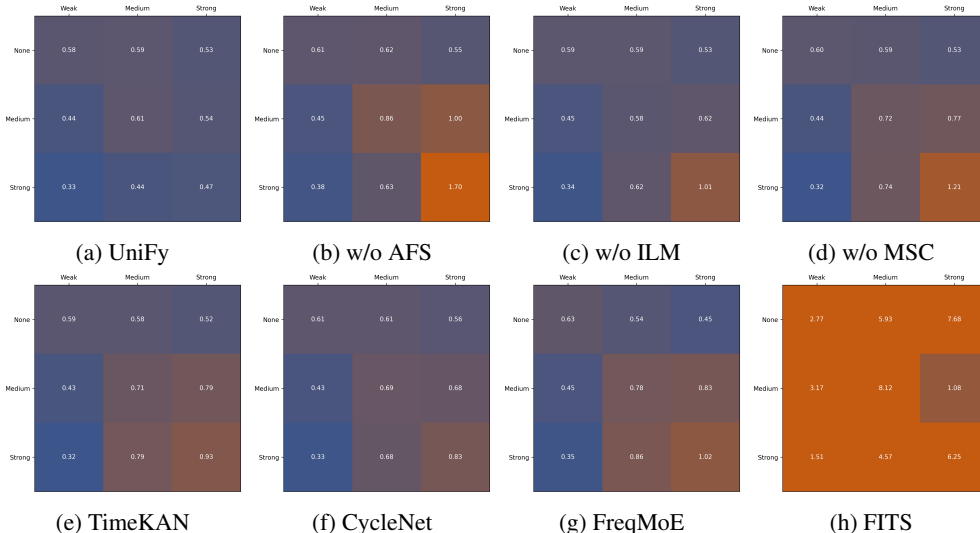 Weak Medium Strong Weak Medium Strong Weak Medium Strong Weak Medium Strong
None 0.58 0.59 0.53 None 0.61 0.62 0.55 None 0.59 0.59 0.53 None 0.60 0.59 0.53
Medium 0.44 0.61 0.54 Medium 0.45 0.86 1.00 Medium 0.45 0.58 0.62 Medium 0.44 0.72 0.77
Strong 0.33 0.44 0.47 Strong 0.38 0.63 1.70 Strong 0.34 0.62 1.01 Strong 0.32 0.74 1.21
(a) UniFy (b) w/o AFS (c) w/o ILM (d) w/o MSC
Weak Medium Strong Weak Medium Strong Weak Medium Strong Weak Medium Strong
None 0.59 0.58 0.52 None 0.61 0.61 0.56 None 0.63 0.54 0.45 None 2.77 5.93 7.68
Medium 0.43 0.71 0.79 Medium 0.43 0.69 0.68 Medium 0.45 0.78 0.83 Medium 3.17 8.12 1.08
Strong 0.32 0.79 0.93 Strong 0.33 0.68 0.83 Strong 0.35 0.86 1.02 Strong 1.51 4.57 6.25
(e) TimeKAN (f) CycleNet (g) FreqMoE (h) FITS